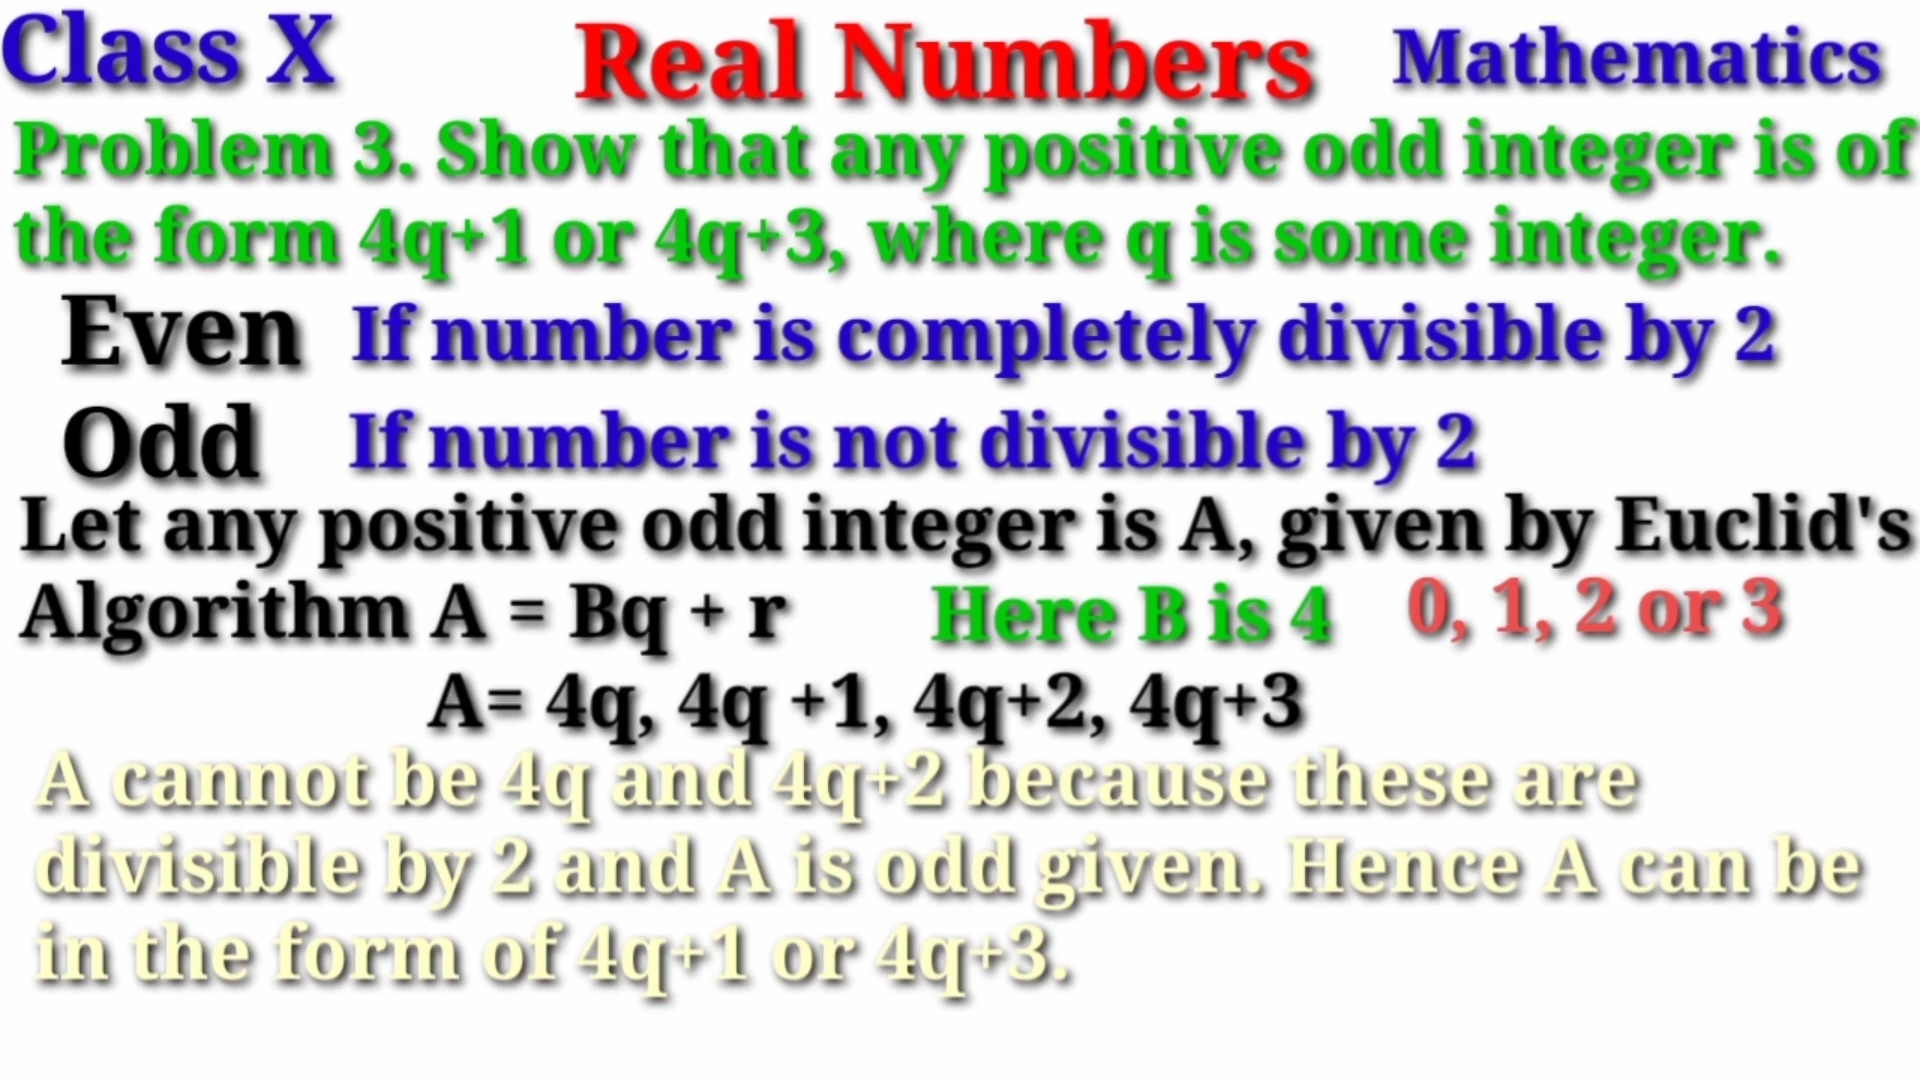 Class X Real Numbers Mathematics
Problem 3. Show that any positive odd integer is of
the form 4q+1 or 4q+3, where q is some integer.
Even If number is completely divisible by 2
Odd If number is not divisible by 2
Let any positive odd integer is A, given by Euclid's
Algorithm A = Bq + r Here B is 4 0, 1, 2 or 3
A= 4q, 4q +1, 4q+2, 4q+3
A cannot be 4q and 4q+2 because these are
divisible by 2 and A is odd given. Hence A can be
in the form of 4q+1 or 4q+3.